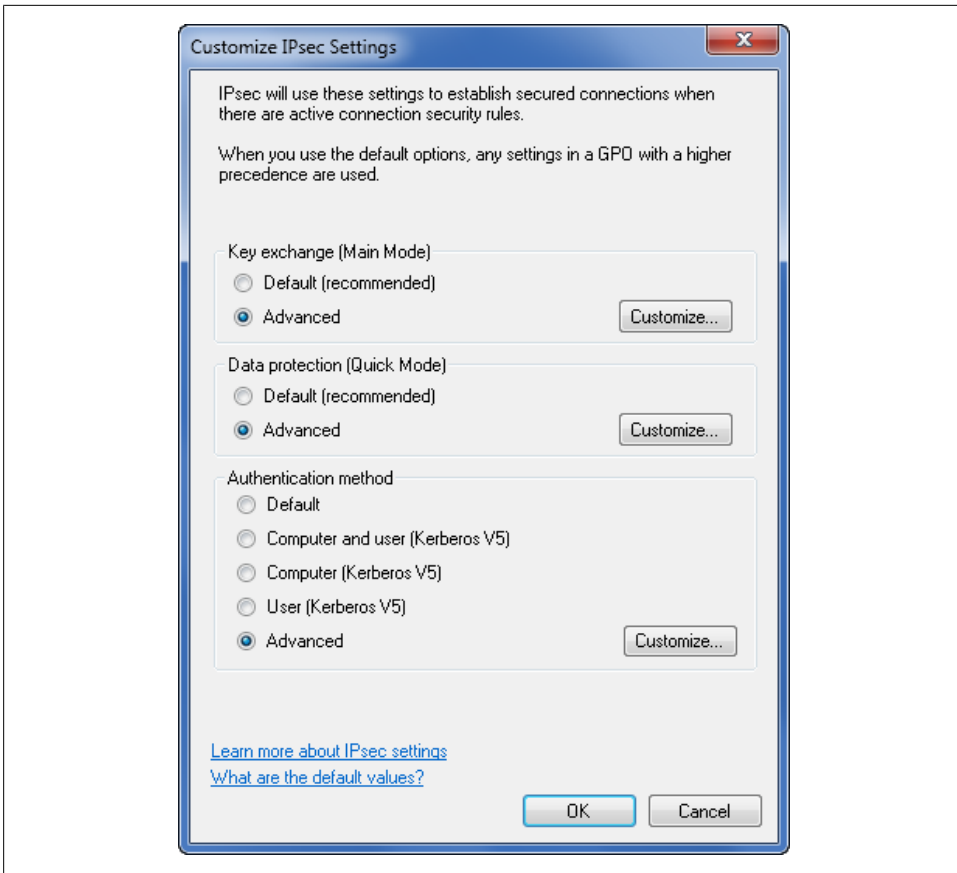 Customize IPsec Settings
IPsec will use these settings to establish secured connections when
there are active connection security rules.
When you use the default options, any settings in a GPO with a higher
precedence are used.
Key exchange (Main Mode)
Default (recommended)
Advanced
Customize...
Data protection (Quick Mode)
Default (recommended)
Advanced
Customize...
Authentication method
Default
Computer and user (Kerberos V5)
Computer (Kerberos V5)
User (Kerberos V5)
Advanced
Customize...
Learn more about IPsec settings
What are the default values?
OK
Cancel